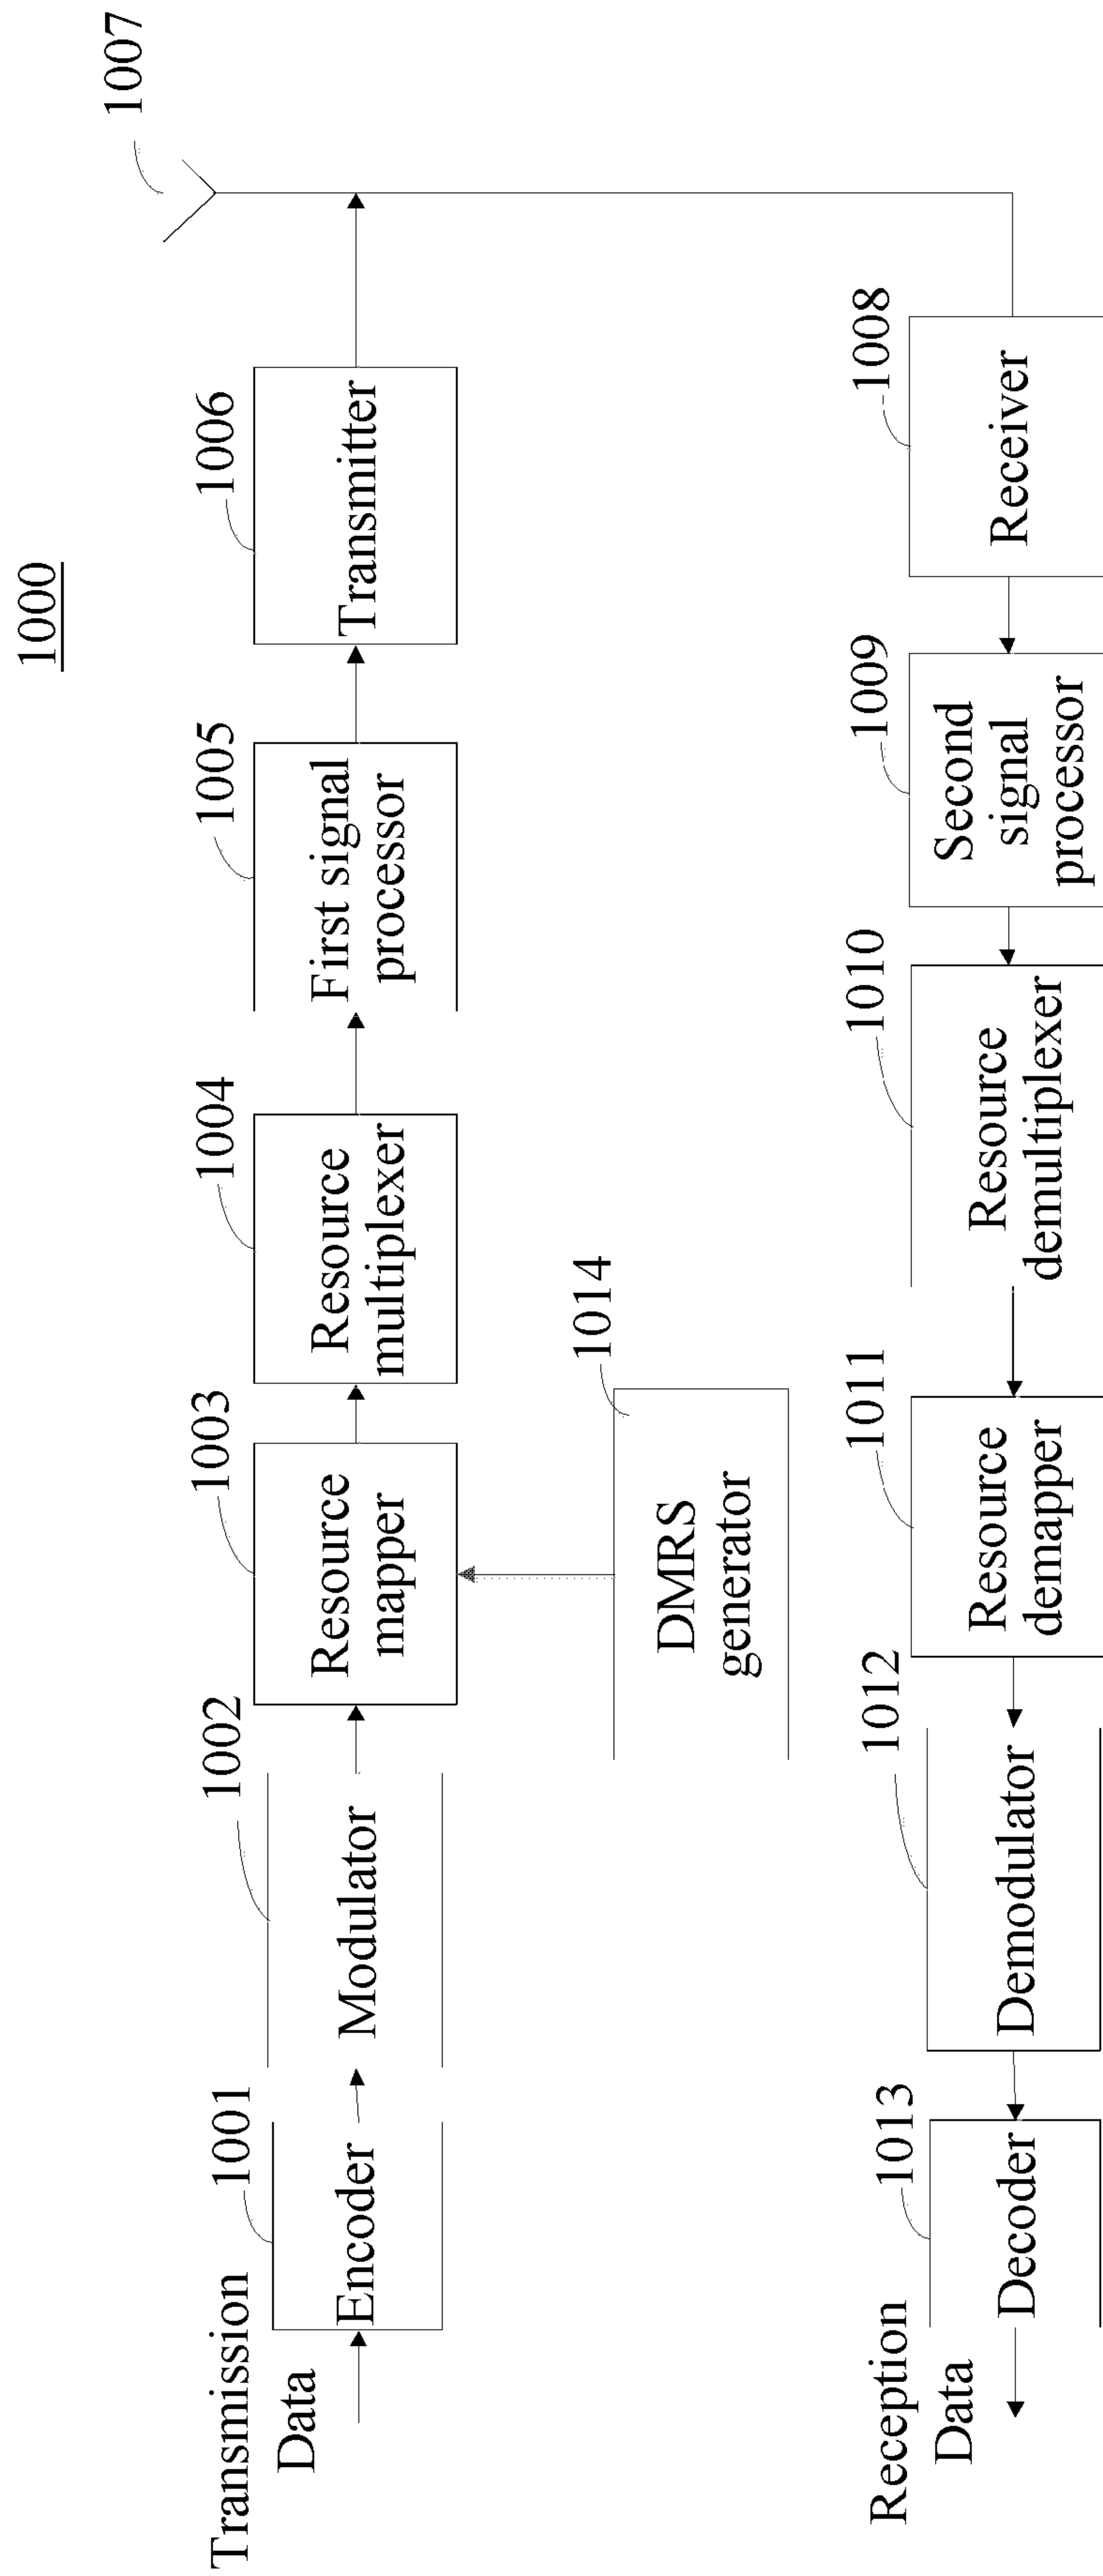 1000
1007
Transmission
Data
1001
Encoder
1002
Modulator
1003
Resource
mapper
1004
Resource
multiplexer
1005
First signal
processor
1006
Transmitter
1014
DMRS
generator
Reception
Data
1013
Decoder
1012
Demodulator
1011
Resource
demapper
1010
Resource
demultiplexer
1009
Second
signal
processor
1008
Receiver